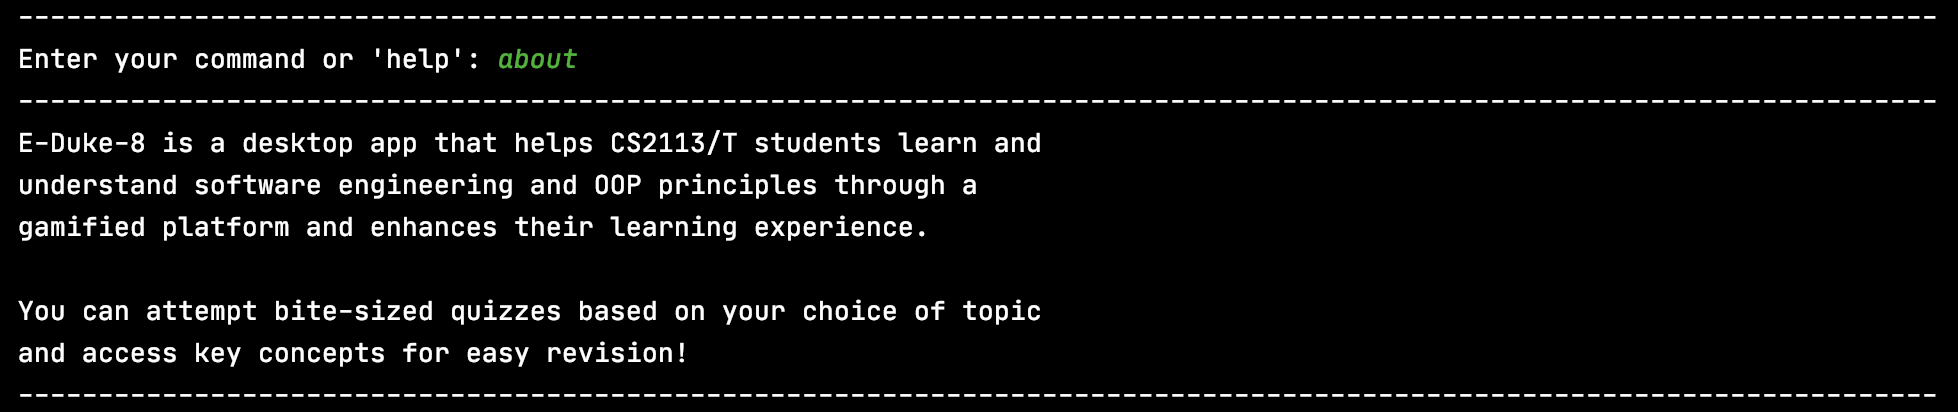 ------------------------------------------------------------------------------------------------------------------------
Enter your command or 'help': about
------------------------------------------------------------------------------------------------------------------------
E-Duke-8 is a desktop app that helps CS2113/T students learn and
understand software engineering and OOP principles through a
gamified platform and enhances their learning experience.

You can attempt bite-sized quizzes based on your choice of topic
and access key concepts for easy revision!
------------------------------------------------------------------------------------------------------------------------